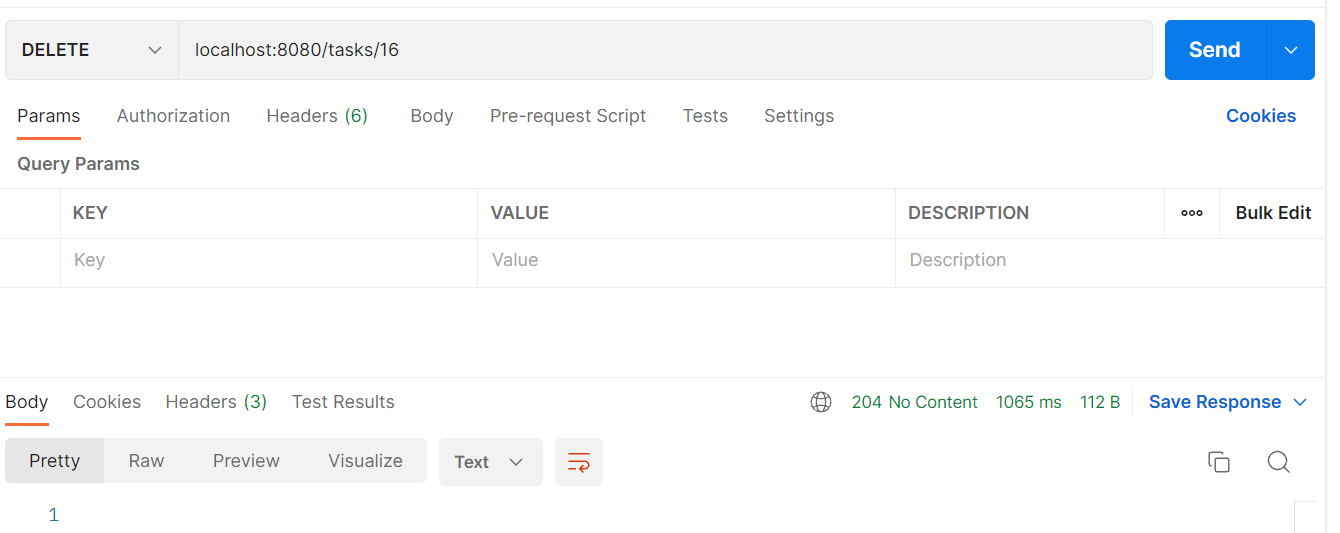 DELETE localhost:8080/tasks/16 Send
Params Authorization Headers (6) Body Pre-request Script Tests Settings Cookies
Query Params
KEY VALUE DESCRIPTION ooo Bulk Edit
Key Value Description
Body Cookies Headers (3) Test Results 204 No Content 1065 ms 112 B Save Response
Pretty Raw Preview Visualize Text
1